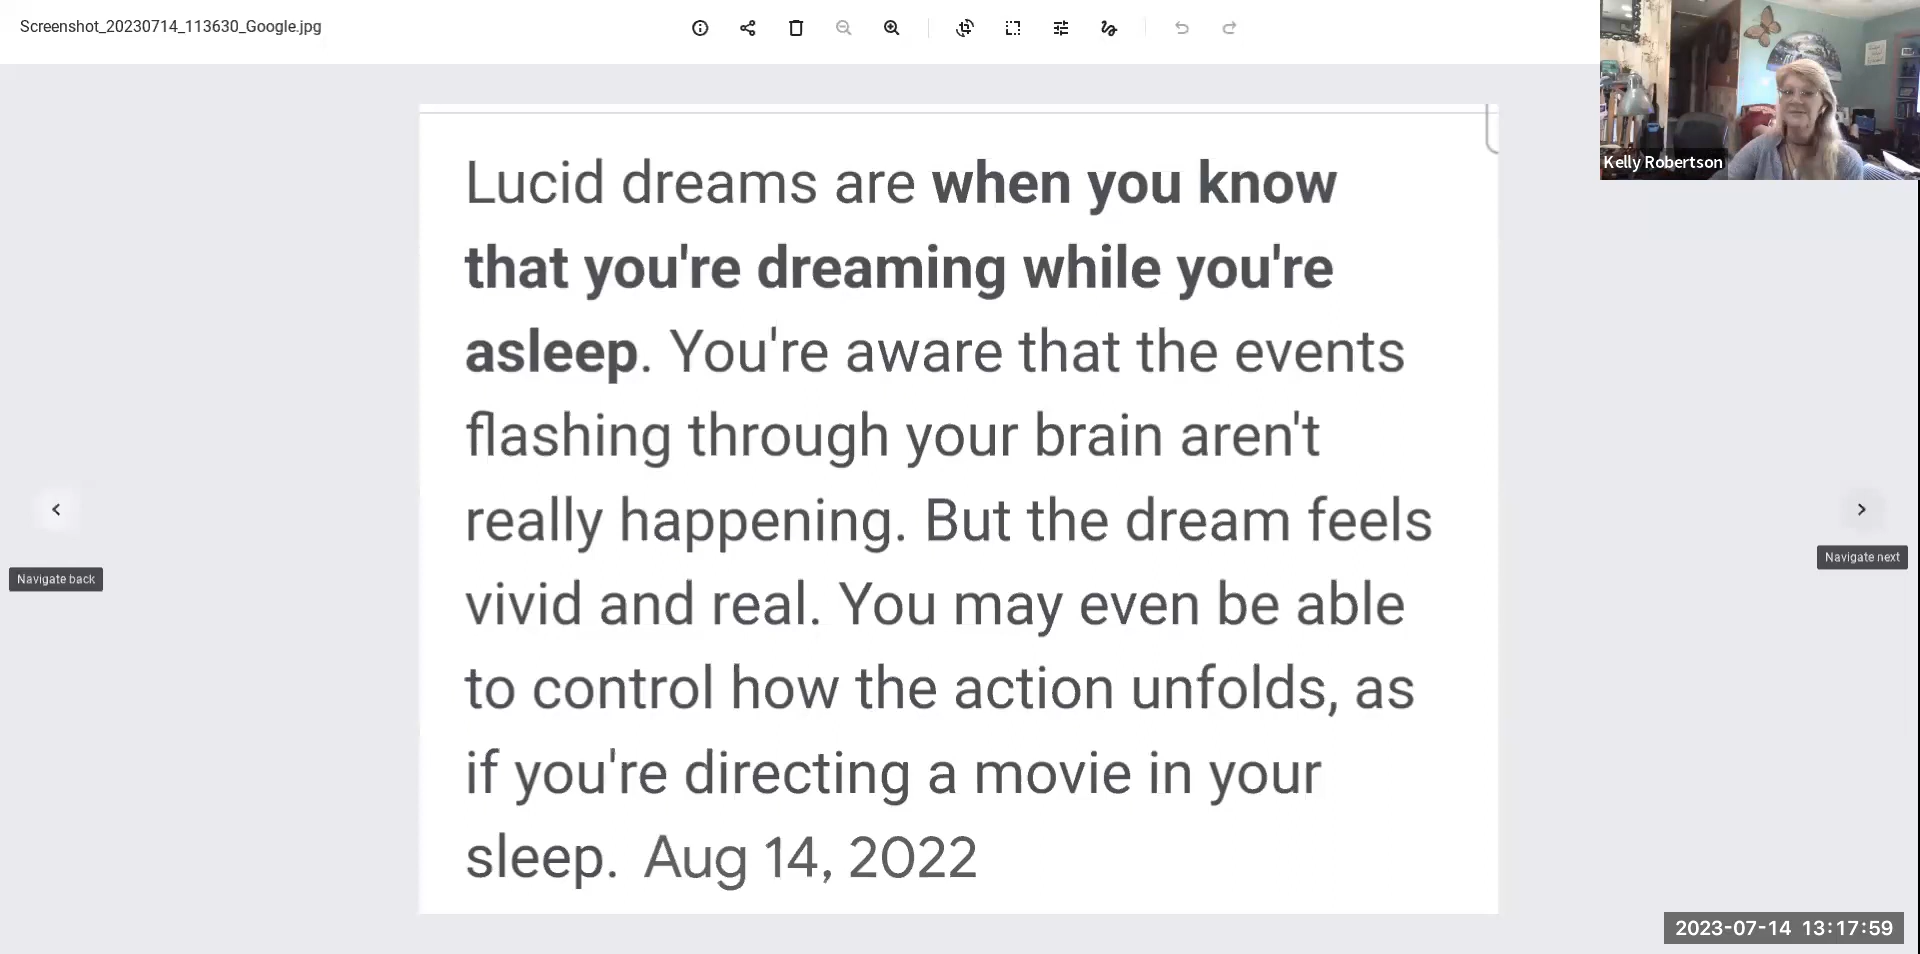 Screenshot_20230714_113630_Google.jpg
Kelly Robertson
Lucid dreams are when you know
that you're dreaming while you're
asleep. You're aware that the events
flashing through your brain aren't
really happening. But the dream feels
vivid and real. You may even be able
to control how the action unfolds, as
if you're directing a movie in your
sleep. Aug 14, 2022
Navigate back
Navigate next
2023-07-14 13:17:59